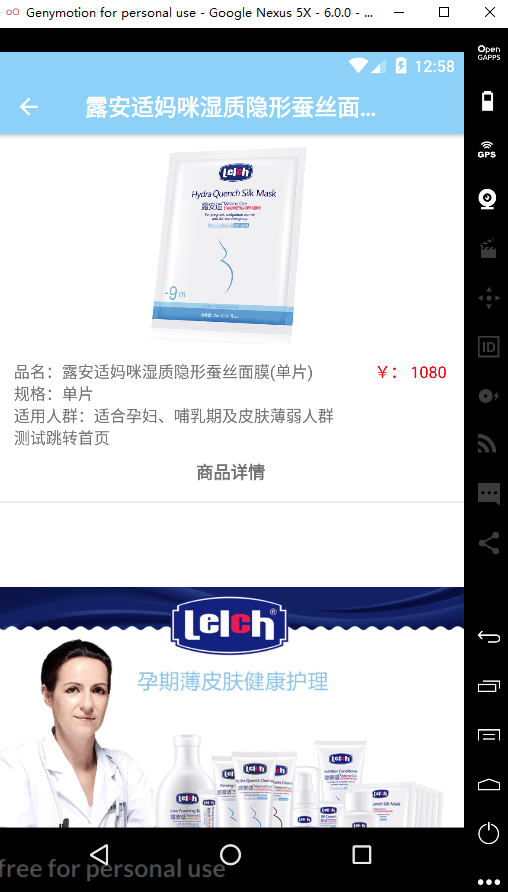 Genymotion for personal use - Google Nexus 5X - 6.0.0 - ...
Open
GAPPS
12:58
露安适妈咪湿质隐形蚕丝面...
GPS
Lelch
Hydra Quench Silk Mask
露安适
-9m
ID
品名：露安适妈咪湿质隐形蚕丝面膜(单片)
￥： 1080
规格：单片
适用人群：适合孕妇、哺乳期及皮肤薄弱人群
测试跳转首页
商品详情
Lelch®
孕期薄皮肤健康护理
Lelch
free for personal use